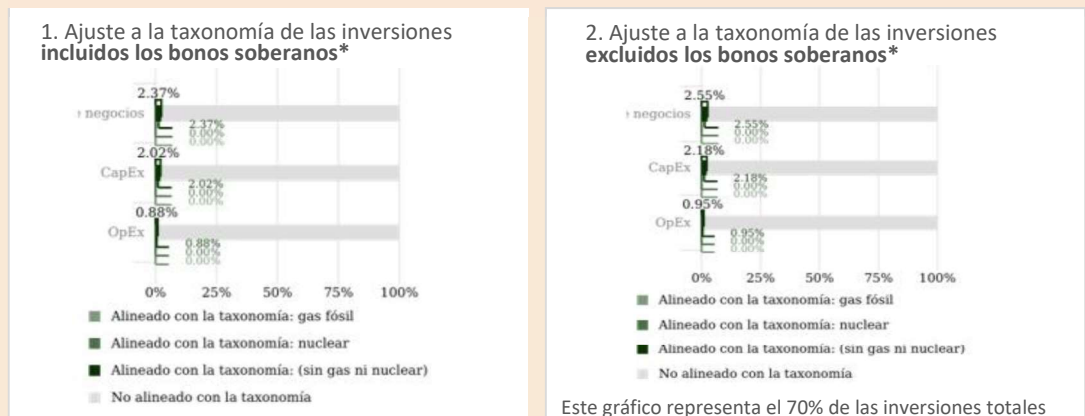 1. Ajuste a la taxonomía de las inversiones
incluidos los bonos soberanos*
2.37%
negocios
2.37%
0.00%
0.00%
2.02%
CapEx
2.02%
0.00%
0.00%
0.88%
OpEx
0.88%
0.00%
0.00%
0% 25% 50% 75% 100%
Alineado con la taxonomía: gas fósil
Alineado con la taxonomía: nuclear
Alineado con la taxonomía: (sin gas ni nuclear)
No alineado con la taxonomía
2. Ajuste a la taxonomía de las inversiones
excluidos los bonos soberanos*
2.55%
negocios
2.55%
0.00%
0.00%
2.18%
CapEx
2.18%
0.00%
0.00%
0.95%
OpEx
0.95%
0.00%
0.00%
0% 25% 50% 75% 100%
Alineado con la taxonomía: gas fósil
Alineado con la taxonomía: nuclear
Alineado con la taxonomía: (sin gas ni nuclear)
No alineado con la taxonomía
Este gráfico representa el 70% de las inversiones totales